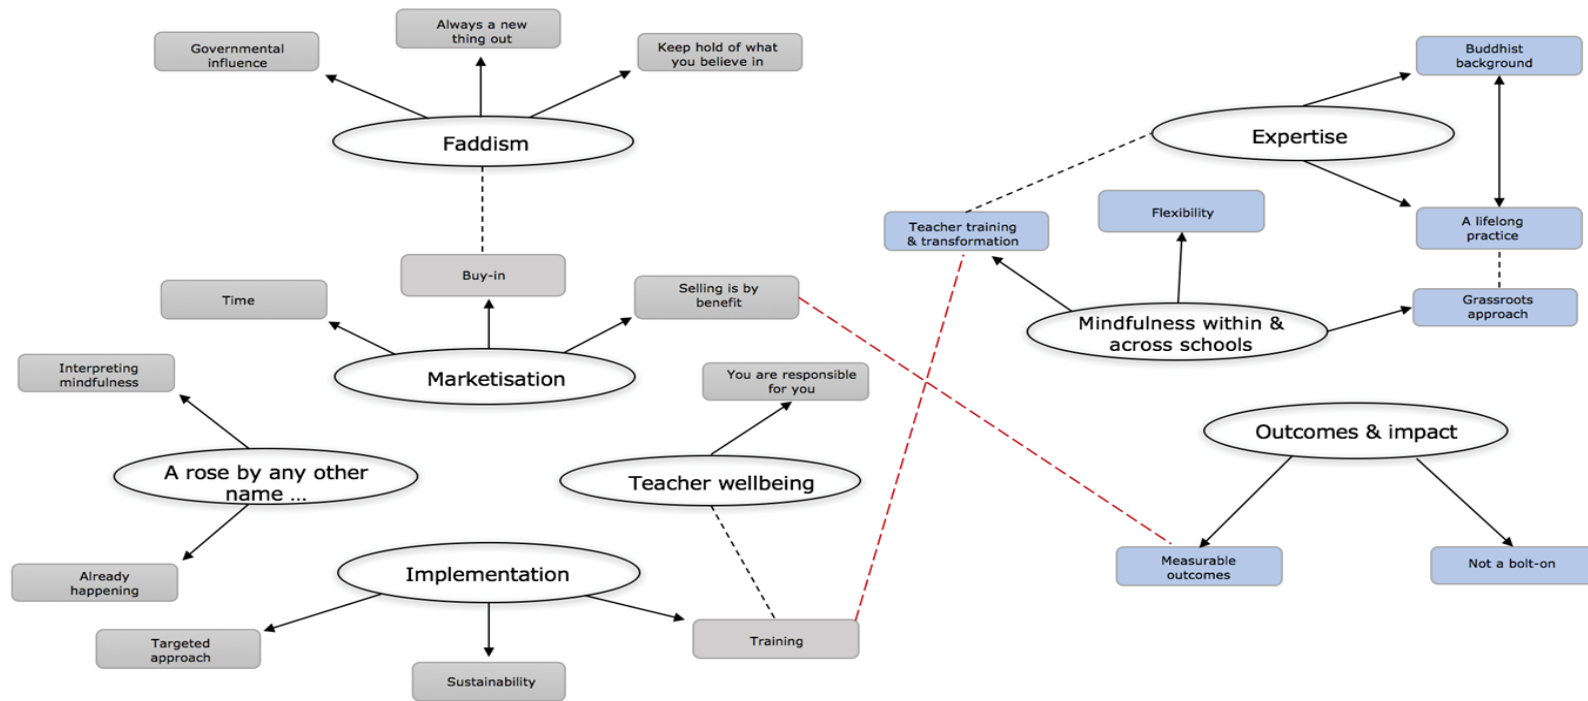 Governmental
influence
Always a new
thing out
Keep hold of what
you believe in
Faddism
Buy-in
Time
Selling is by
benefit
Marketisation
Interpreting
mindfulness
You are responsible
for you
A rose by any other
name ...
Teacher wellbeing
Already
happening
Implementation
Targeted
approach
Sustainability
Training
Buddhist
background
Expertise
Teacher training
& transformation
Flexibility
A lifelong
practice
Mindfulness within &
across schools
Grassroots
approach
Outcomes & impact
Measurable
outcomes
Not a bolt-on